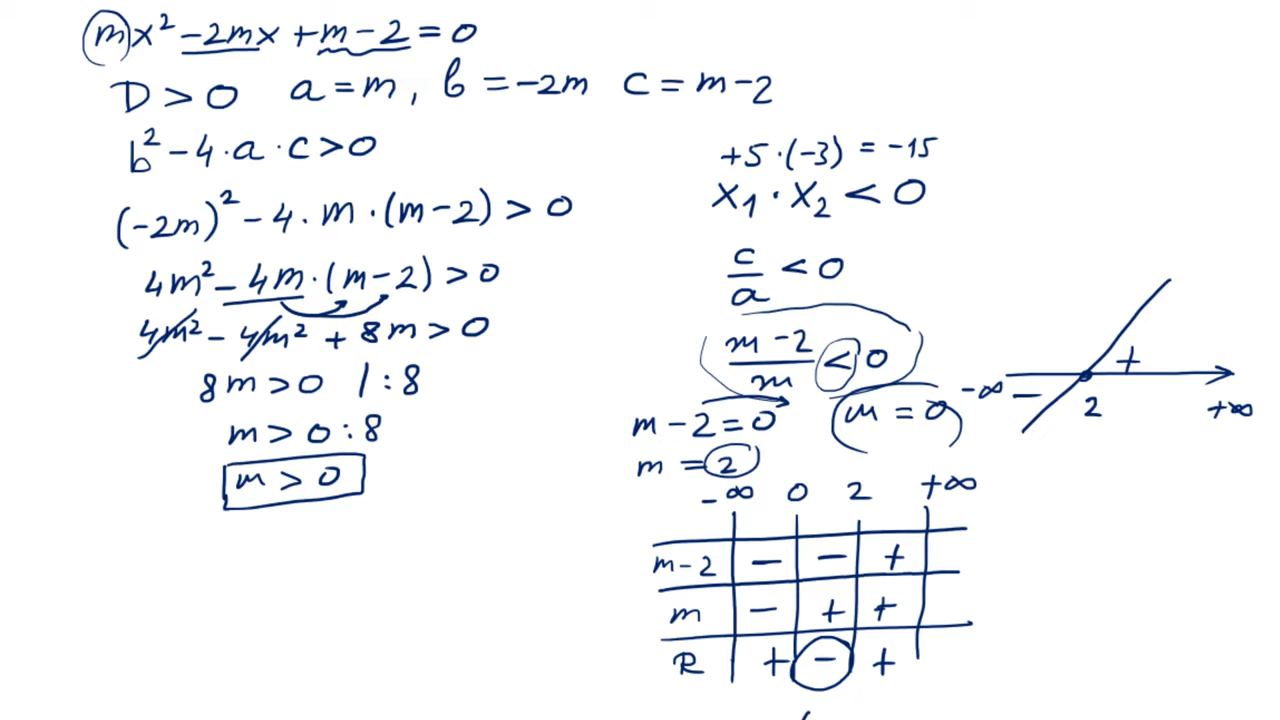 mx² -2mx + m-2 = 0
D > 0 a = m, b = -2m c = m-2
b² - 4·a·c > 0
(-2m)² - 4·m·(m-2) > 0
4m² - 4m·(m-2) > 0
4m² - 4m² + 8m > 0
8m > 0 /:8
m > 0:8
m > 0
+5·(-3) = -15
x₁·x₂ < 0
c/a < 0
(m-2)/m < 0
m-2 = 0 m = 0
m = 2
-∞ - 2 + +∞
-∞ 0 2 +∞
m-2 - - +
m - + +
R + - +